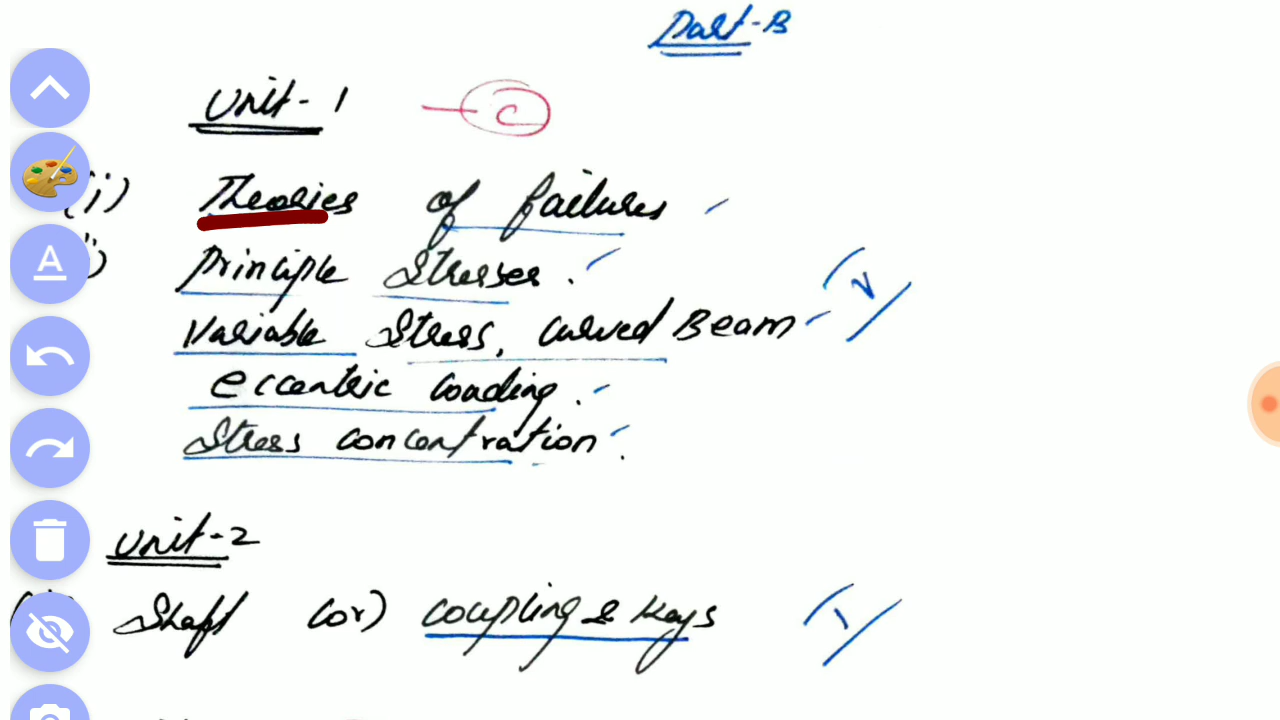 Part-B
Unit-1 C
(i) Theories of failures
Principle Stresses.
Variable Stress, curved Beam
eccentric loading.
Stress concentration.
Unit-2
Shaft (or) coupling & keys